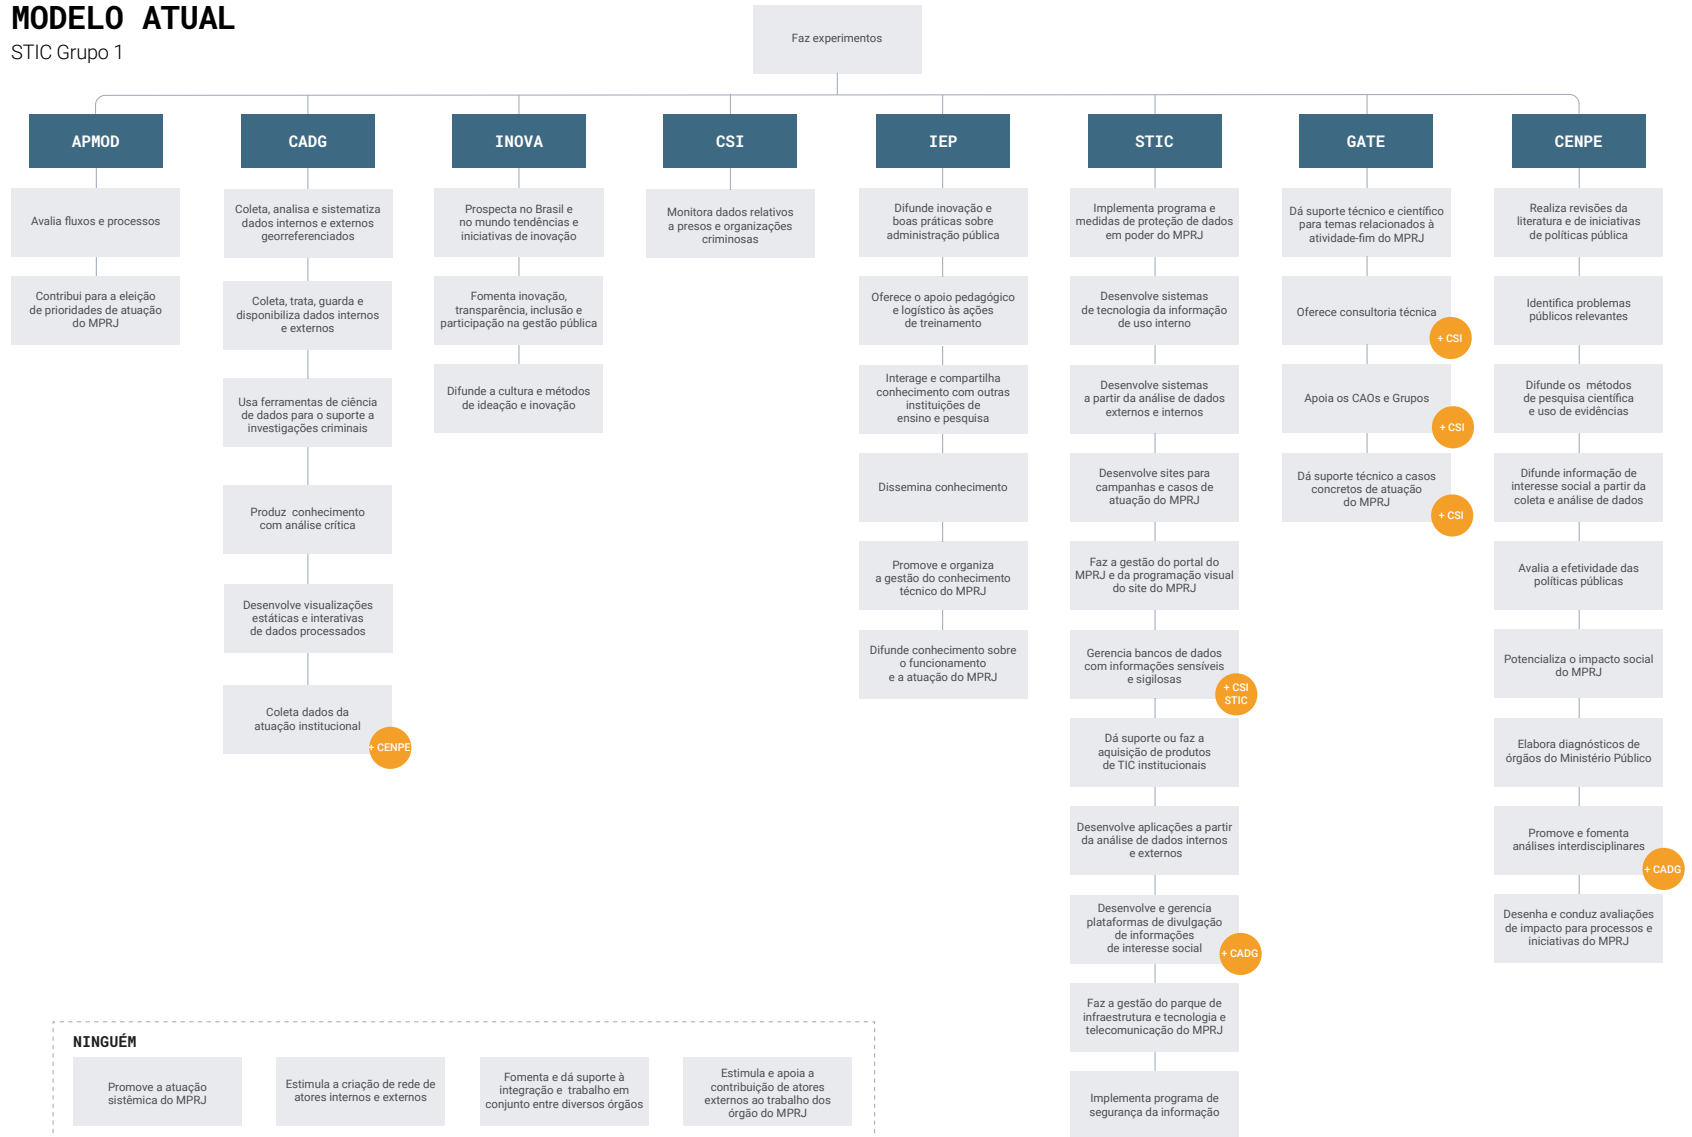 MODELO ATUAL
STIC Grupo 1
Faz experimentos
APMOD
Avalia fluxos e processos
Contribui para a eleição
de prioridades de atuação
do MPRJ
CADG
Coleta, analisa e sistematiza
dados internos e externos
georreferenciados
Coleta, trata, guarda e
disponibiliza dados internos
e externos
Usa ferramentas de ciência
de dados para o suporte a
investigações criminais
Produz conhecimento
com análise crítica
Desenvolve visualizações
estáticas e interativas
de dados processados
Coleta dados da
atuação institucional
+ CENPE
INOVA
Prospecta no Brasil e
no mundo tendências e
iniciativas de inovação
Fomenta inovação,
transparência, inclusão e
participação na gestão pública
Difunde a cultura e métodos
de ideação e inovação
CSI
Monitora dados relativos
a presos e organizações
criminosas
IEP
Difunde inovação e
boas práticas sobre
administração pública
Oferece o apoio pedagógico
e logístico às ações
de treinamento
Interage e compartilha
conhecimento com outras
instituições de
ensino e pesquisa
Dissemina conhecimento
Promove e organiza
a gestão do conhecimento
técnico do MPRJ
Difunde conhecimento sobre
o funcionamento
e a atuação do MPRJ
STIC
Implementa programa e
medidas de proteção de dados
em poder do MPRJ
Desenvolve sistemas
de tecnologia da informação
de uso interno
Desenvolve sistemas
a partir da análise de dados
externos e internos
Desenvolve sites para
campanhas e casos de
atuação do MPRJ
Faz a gestão do portal do
MPRJ e da programação visual
do site do MPRJ
Gerencia bancos de dados
com informações sensíveis
e sigilosas
+ CSI
STIC
Dá suporte ou faz a
aquisição de produtos
de TIC institucionais
Desenvolve aplicações a partir
da análise de dados internos
e externos
Desenvolve e gerencia
plataformas de divulgação
de informações
de interesse social
+ CADG
Faz a gestão do parque de
infraestrutura e tecnologia e
telecomunicação do MPRJ
Implementa programa de
segurança da informação
GATE
Dá suporte técnico e científico
para temas relacionados à
atividade-fim do MPRJ
Oferece consultoria técnica
+ CSI
Apoia os CAOs e Grupos
+ CSI
Dá suporte técnico a casos
concretos de atuação
do MPRJ
+ CSI
CENPE
Realiza revisões da
literatura e de iniciativas
de políticas pública
Identifica problemas
públicos relevantes
Difunde os métodos
de pesquisa científica
e uso de evidências
Difunde informação de
interesse social a partir da
coleta e análise de dados
Avalia a efetividade das
políticas públicas
Potencializa o impacto social
do MPRJ
Elabora diagnósticos de
órgãos do Ministério Público
Promove e fomenta
análises interdisciplinares
+ CADG
Desenha e conduz avaliações
de impacto para processos e
iniciativas do MPRJ
NINGUÉM
Promove a atuação
sistêmica do MPRJ
Estimula a criação de rede de
atores internos e externos
Fomenta e dá suporte à
integração e trabalho em
conjunto entre diversos órgãos
Estimula e apoia a
contribuição de atores
externos ao trabalho dos
órgão do MPRJ